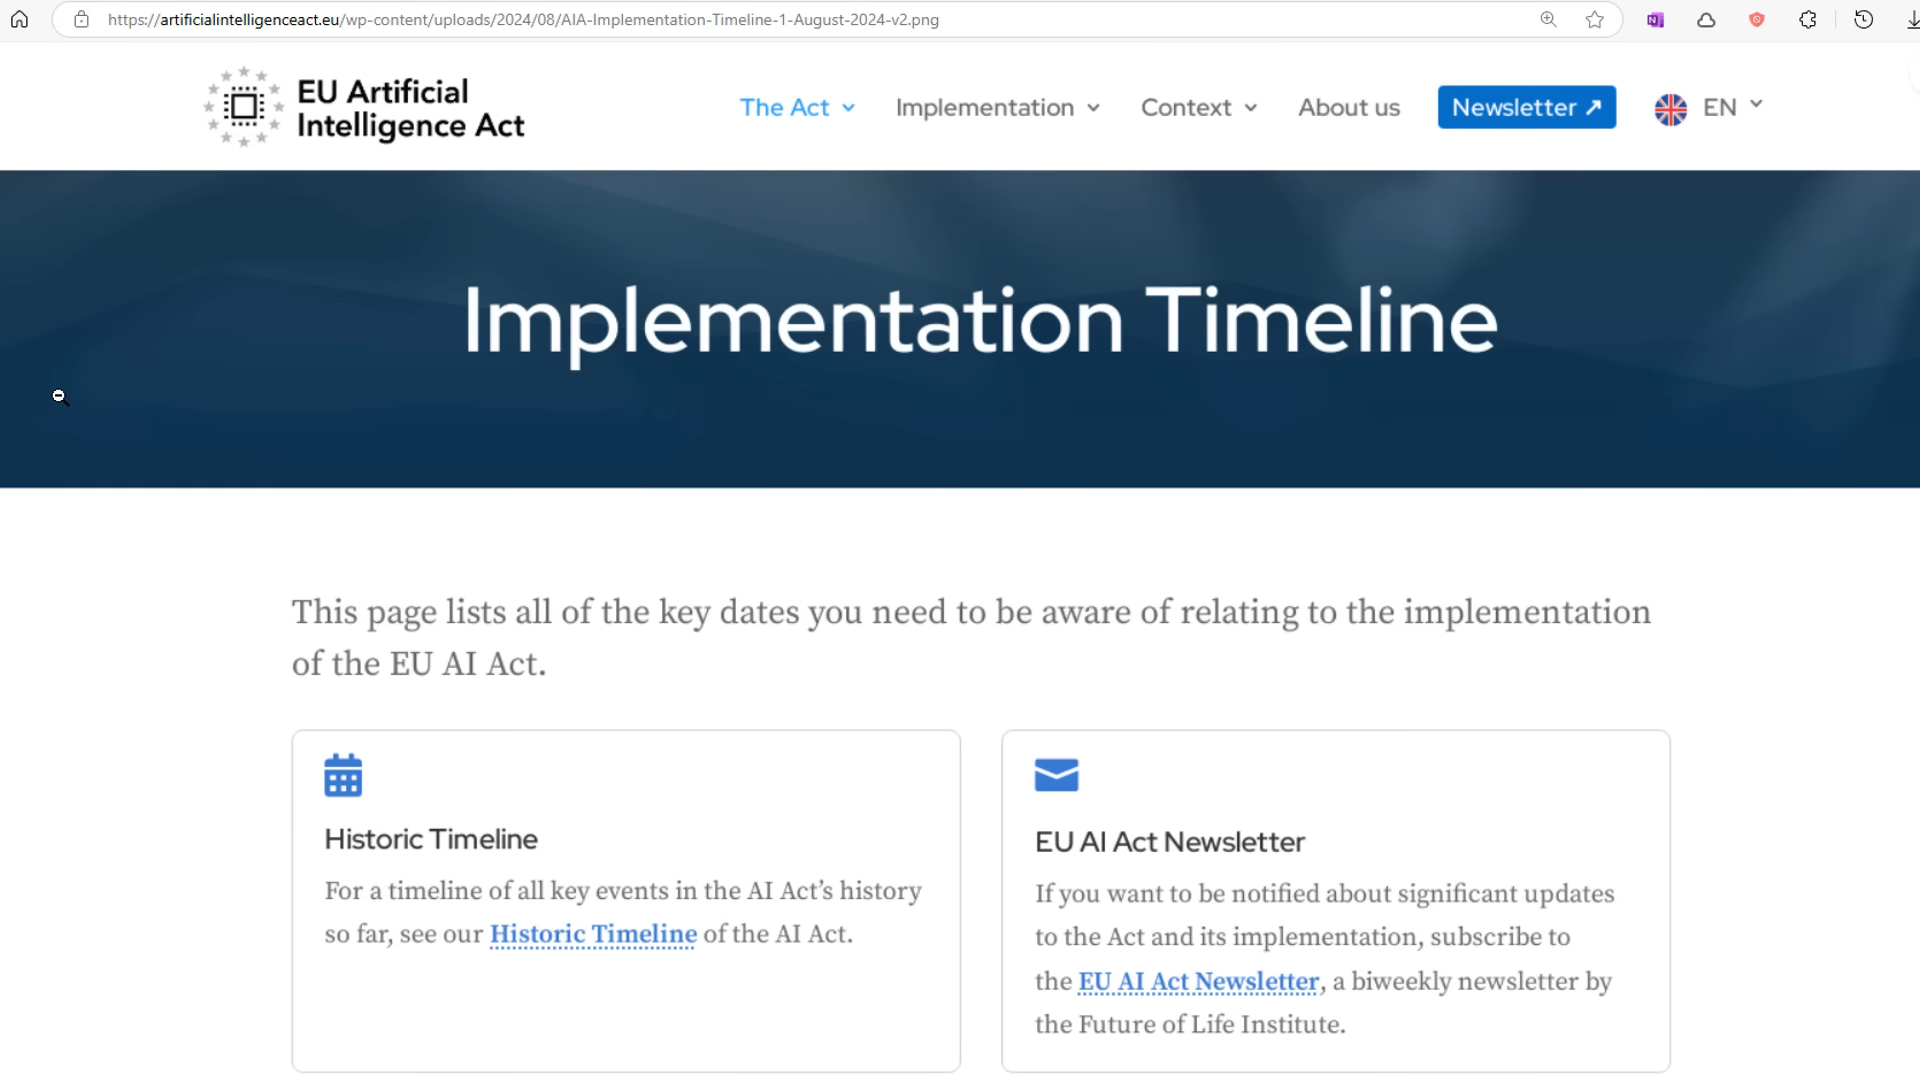 https://artificialintelligenceact.eu/wp-content/uploads/2024/08/AIA-Implementation-Timeline-1-August-2024-v2.png
EU Artificial
Intelligence Act
The Act
Implementation
Context
About us
Newsletter ↗
EN
Implementation Timeline
This page lists all of the key dates you need to be aware of relating to the implementation
of the EU AI Act.
Historic Timeline
For a timeline of all key events in the AI Act’s history
so far, see our Historic Timeline of the AI Act.
EU AI Act Newsletter
If you want to be notified about significant updates
to the Act and its implementation, subscribe to
the EU AI Act Newsletter, a biweekly newsletter by
the Future of Life Institute.